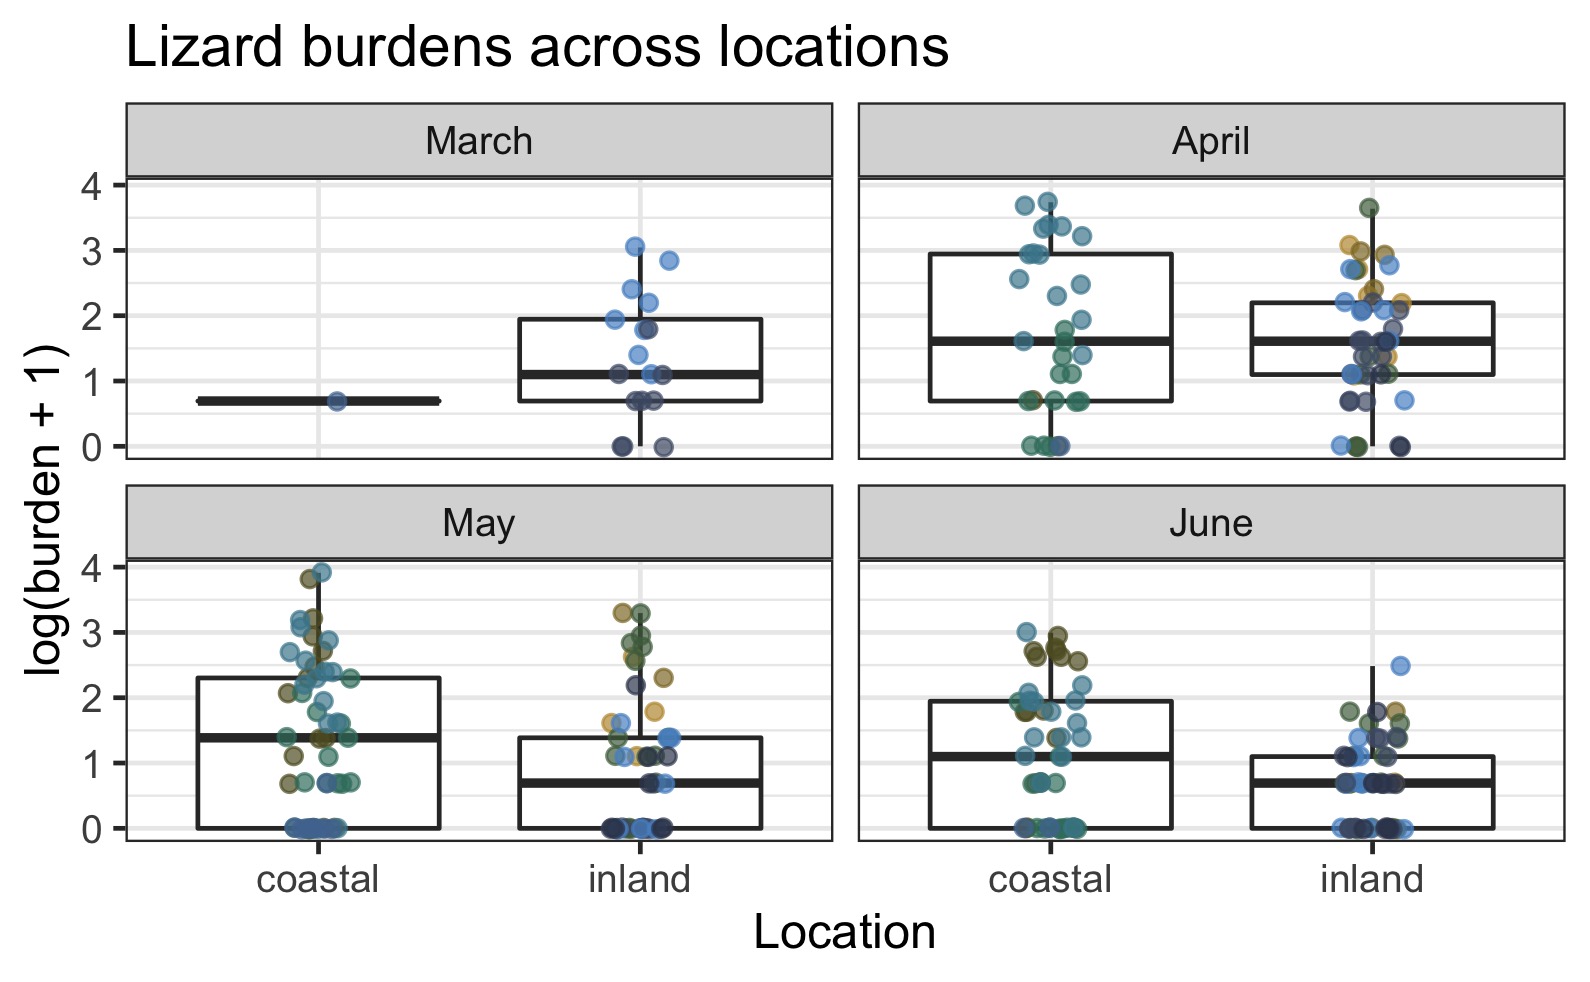 Lizard burdens across locations
March
April
4
3
2
1
0
May
June
4
3
2
1
0
log(burden + 1)
coastal
inland
coastal
inland
Location